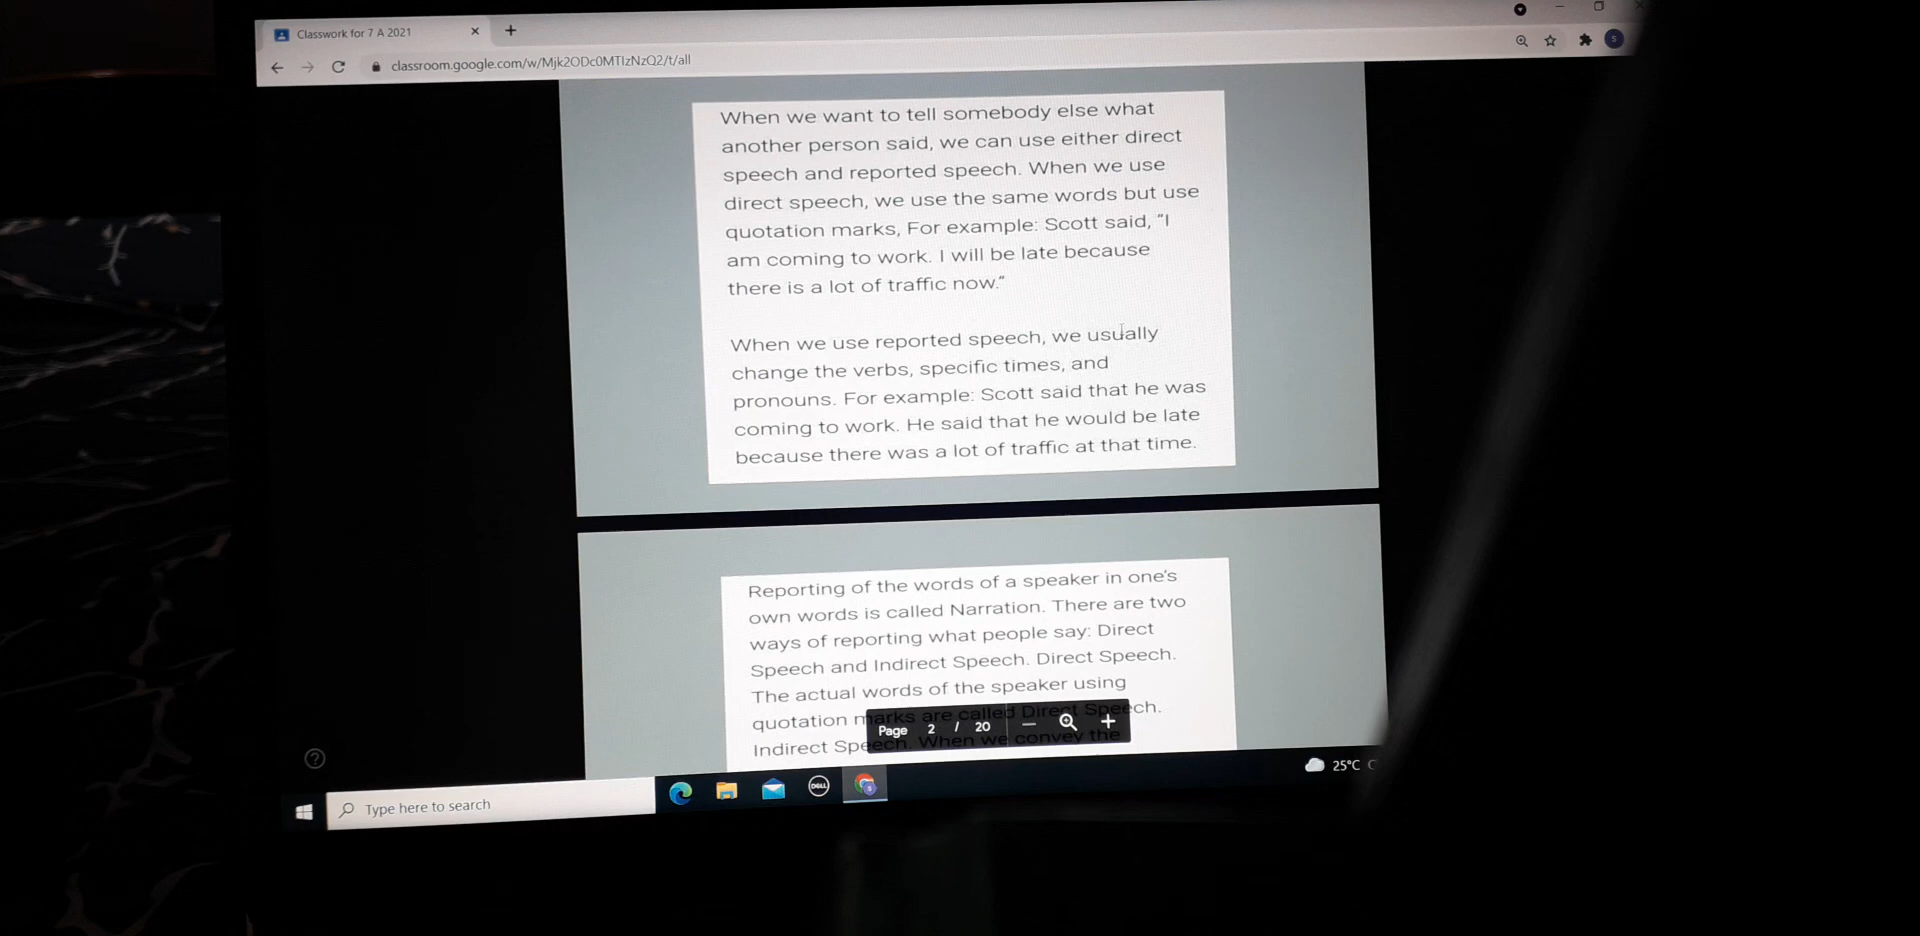 Classwork for 7 A 2021
classroom.google.com/w/Mjk2ODc0MTIzNzQ2/t/all
S
When we want to tell somebody else what
another person said, we can use either direct
speech and reported speech. When we use
direct speech, we use the same words but use
quotation marks, For example: Scott said, "I
am coming to work. I will be late because
there is a lot of traffic now."
When we use reported speech, we usually
change the verbs, specific times, and
pronouns. For example: Scott said that he was
coming to work. He said that he would be late
because there was a lot of traffic at that time.
Reporting of the words of a speaker in one's
own words is called Narration. There are two
ways of reporting what people say: Direct
Speech and Indirect Speech. Direct Speech.
The actual words of the speaker using
quotation marks are called Direct Speech.
Indirect Speech. When we convey the
Page 2 / 20
Type here to search
DELL
25°C